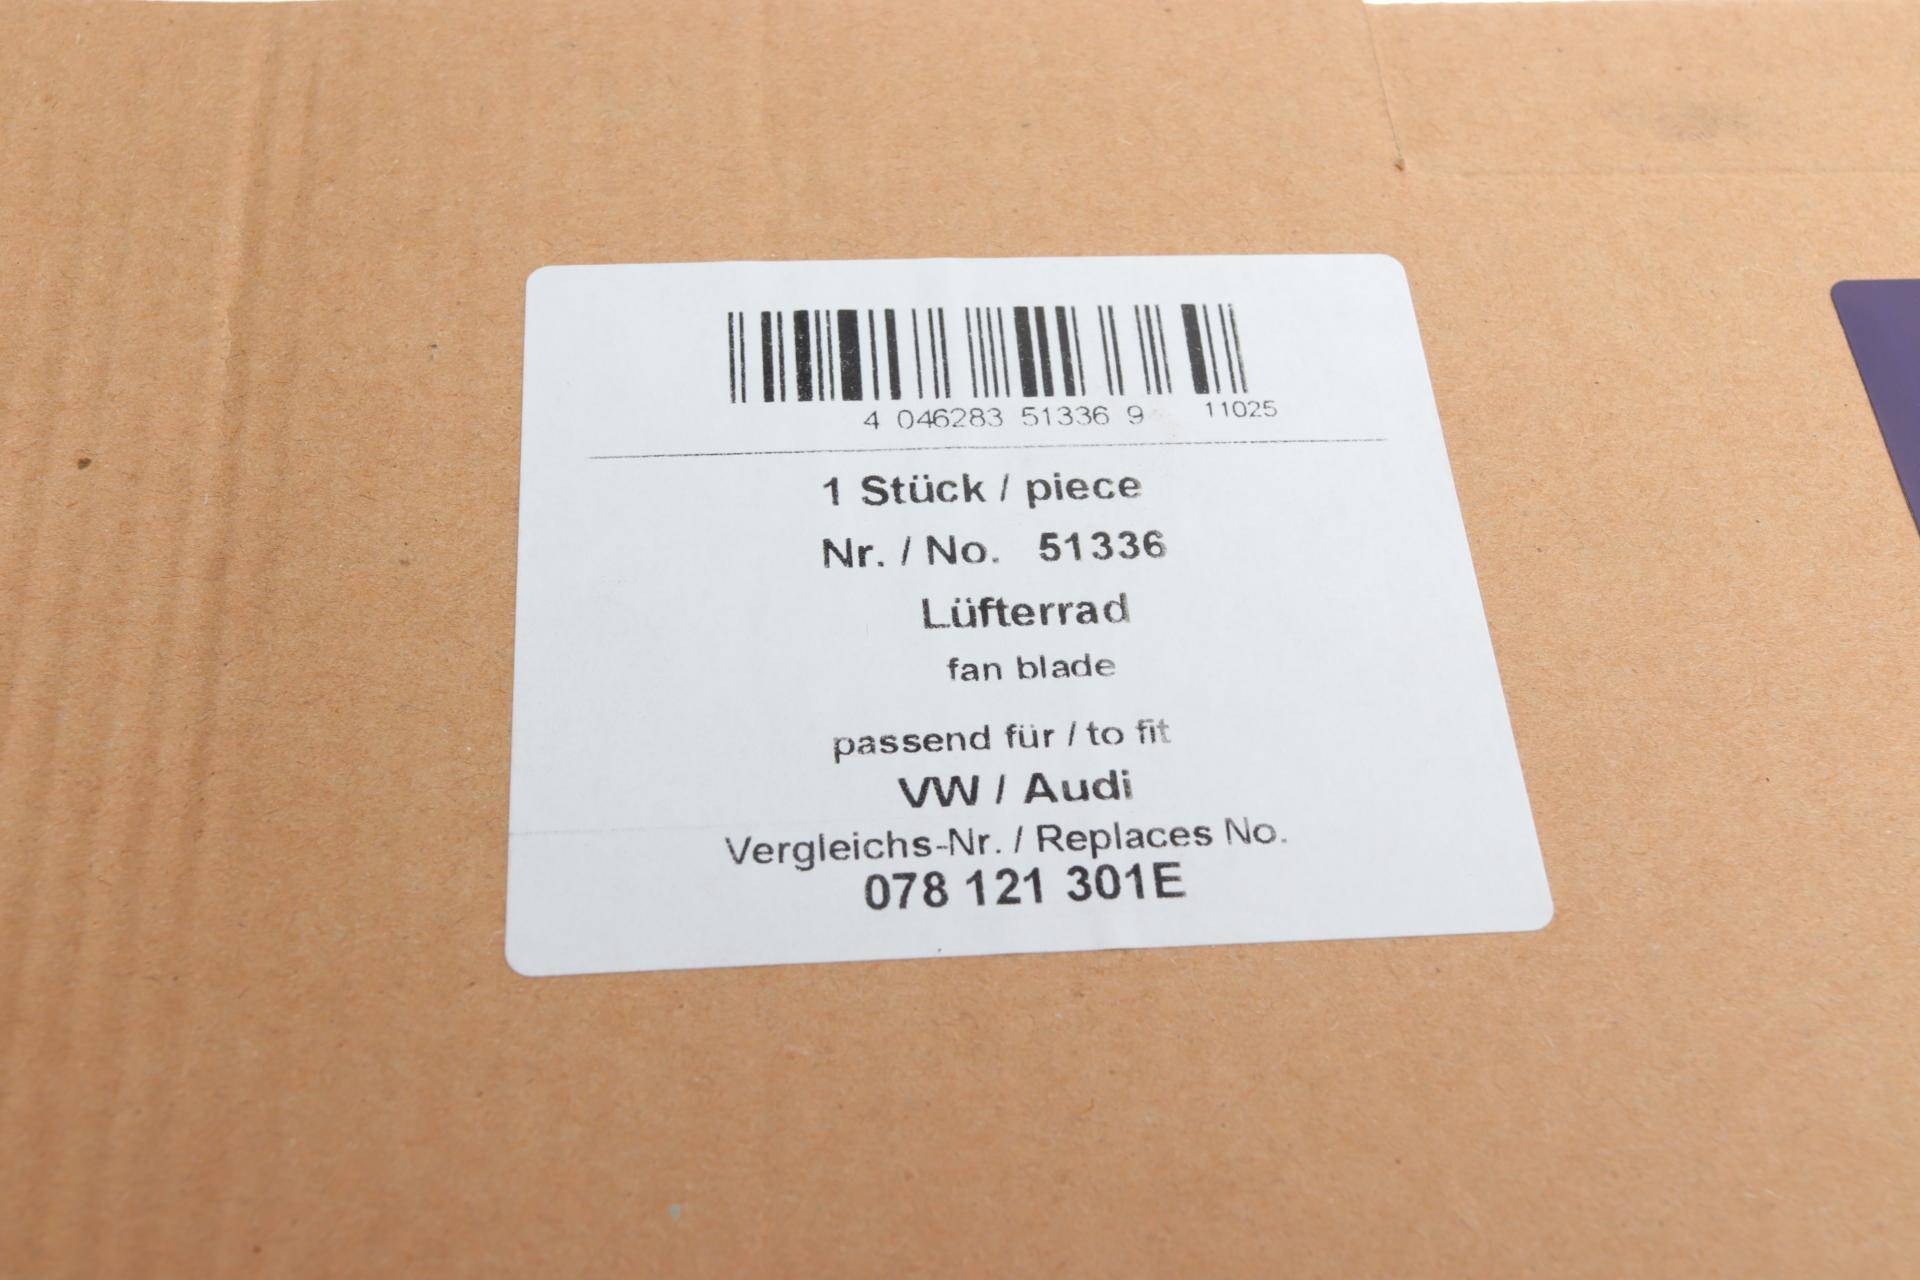 4 046283 51336 9 11025
1 Stück / piece
Nr. / No. 51336
Lüfterrad
fan blade
passend für / to fit
VW / Audi
Vergleichs-Nr. / Replaces No.
078 121 301E